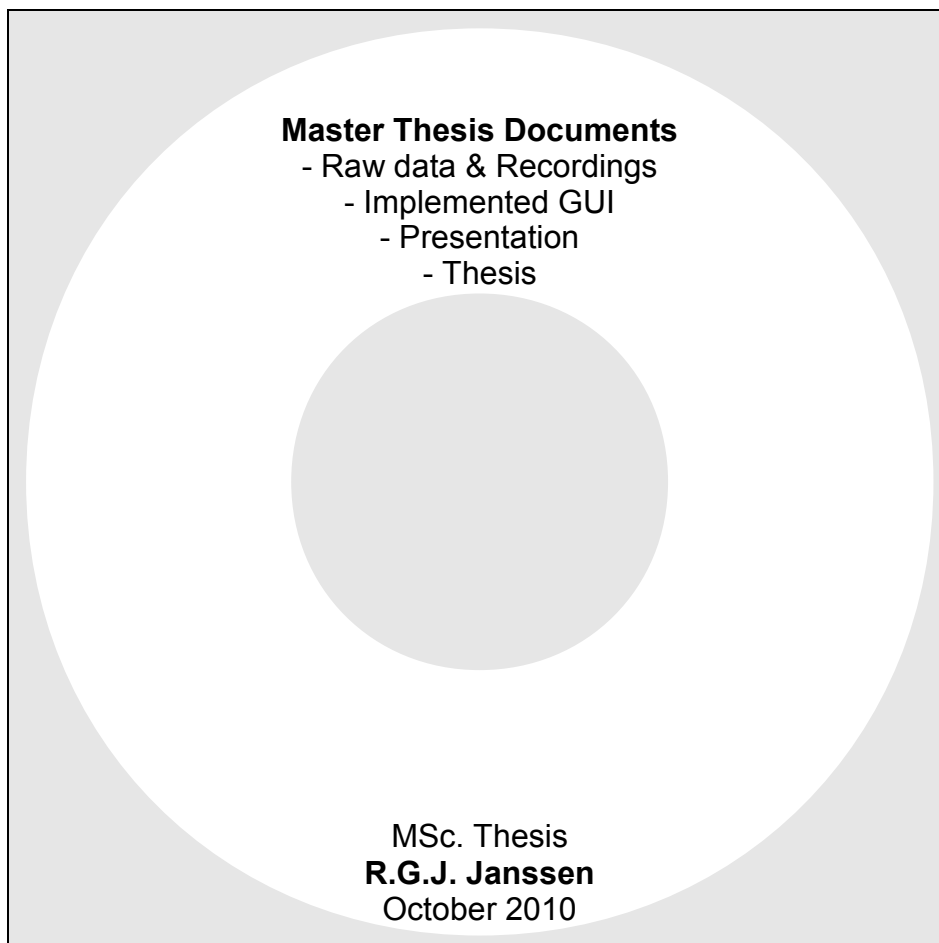 Master Thesis Documents
- Raw data & Recordings
- Implemented GUI
- Presentation
- Thesis
MSc. Thesis
R.G.J. Janssen
October 2010